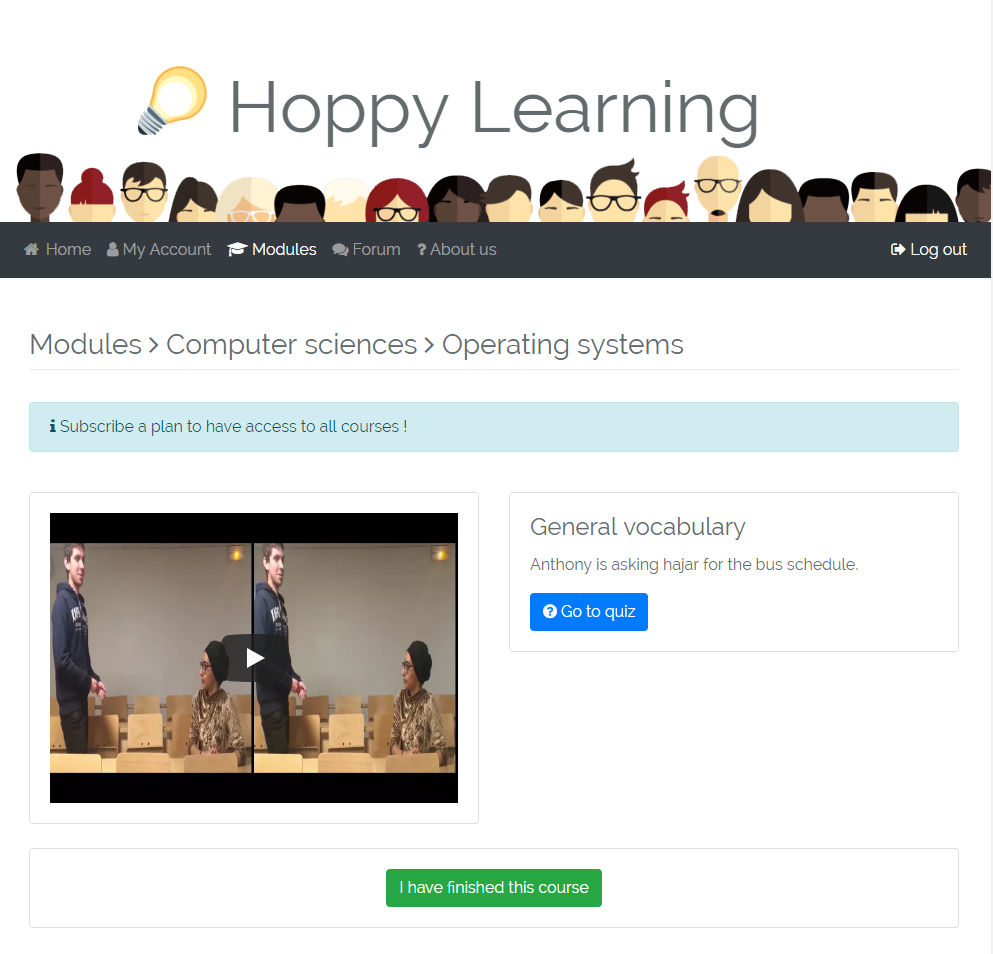 Hoppy Learning
Home My Account Modules Forum ? About us Log out
Modules > Computer sciences > Operating systems
Subscribe a plan to have access to all courses !
General vocabulary
Anthony is asking hajar for the bus schedule.
Go to quiz
I have finished this course